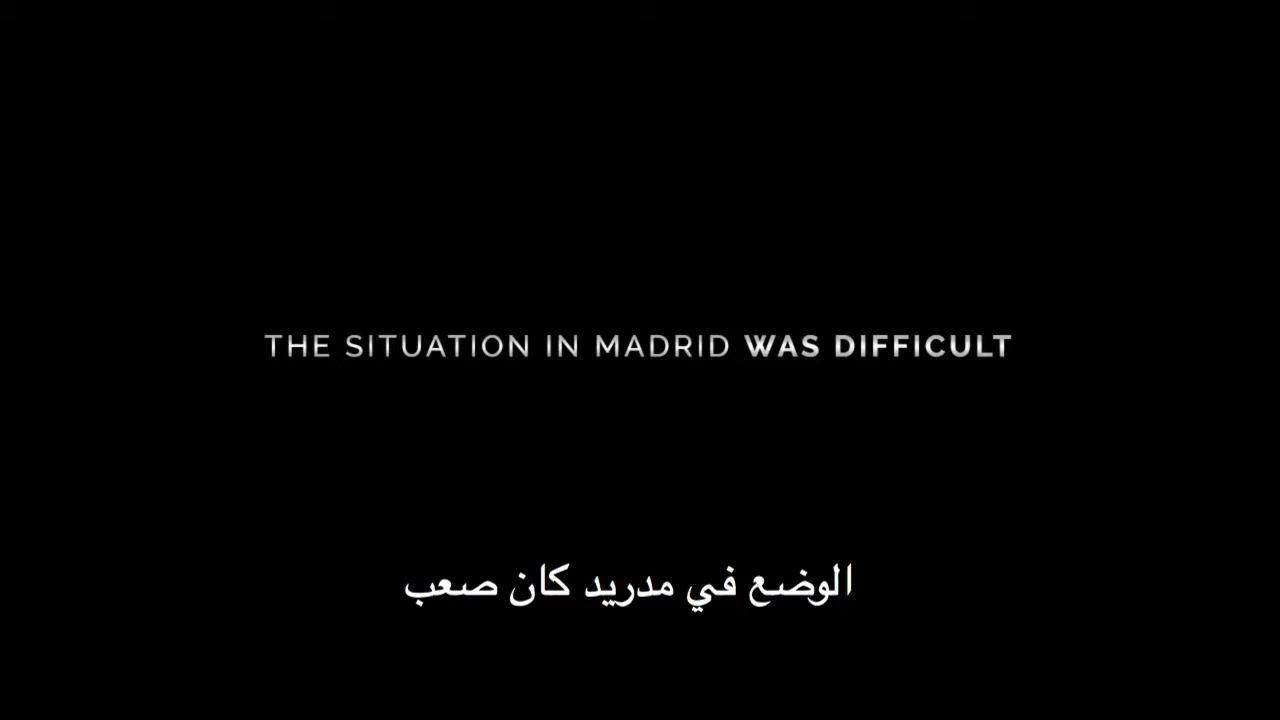 THE SITUATION IN MADRID WAS DIFFICULT
الوضع في مدريد كان صعب